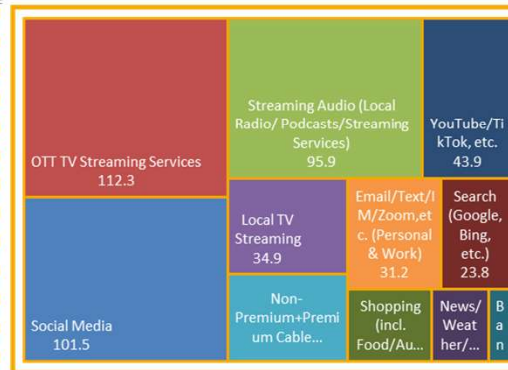 OTT TV Streaming Services
112.3
Social Media
101.5
Streaming Audio (Local
Radio/ Podcasts/Streaming
Services)
95.9
YouTube/Ti
kTok, etc.
43.9
Local TV
Streaming
34.9
Email/Text/I
M/Zoom,et
c. (Personal
& Work)
31.2
Search
(Google,
Bing,
etc.)
23.8
Non-
Premium+Premi
um Cable...
Shopping
(incl.
Food/Au...
News/
Weat
her/...
B
a
n